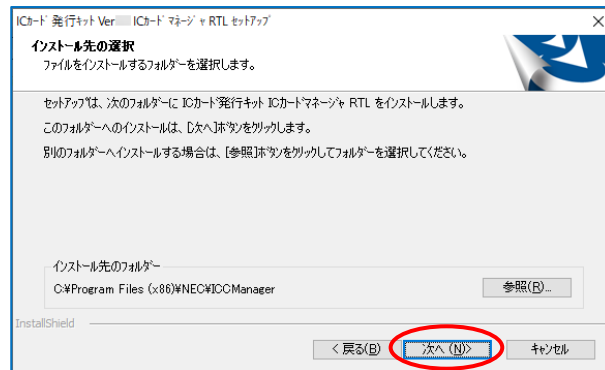 ICカード 発行キット Ver ICカード マネージャ RTL セットアップ
インストール先の選択
ファイルをインストールするフォルダーを選択します。
セットアップは、次のフォルダーに ICカード発行キット ICカードマネージャ RTL をインストールします。
このフォルダーへのインストールは、[次へ]ボタンをクリックします。
別のフォルダーへインストールする場合は、[参照]ボタンをクリックしてフォルダーを選択してください。
インストール先のフォルダー
C:¥Program Files (x86)¥NEC¥ICCManager
参照(R)...
InstallShield
< 戻る(B)
次へ (N)>
キャンセル